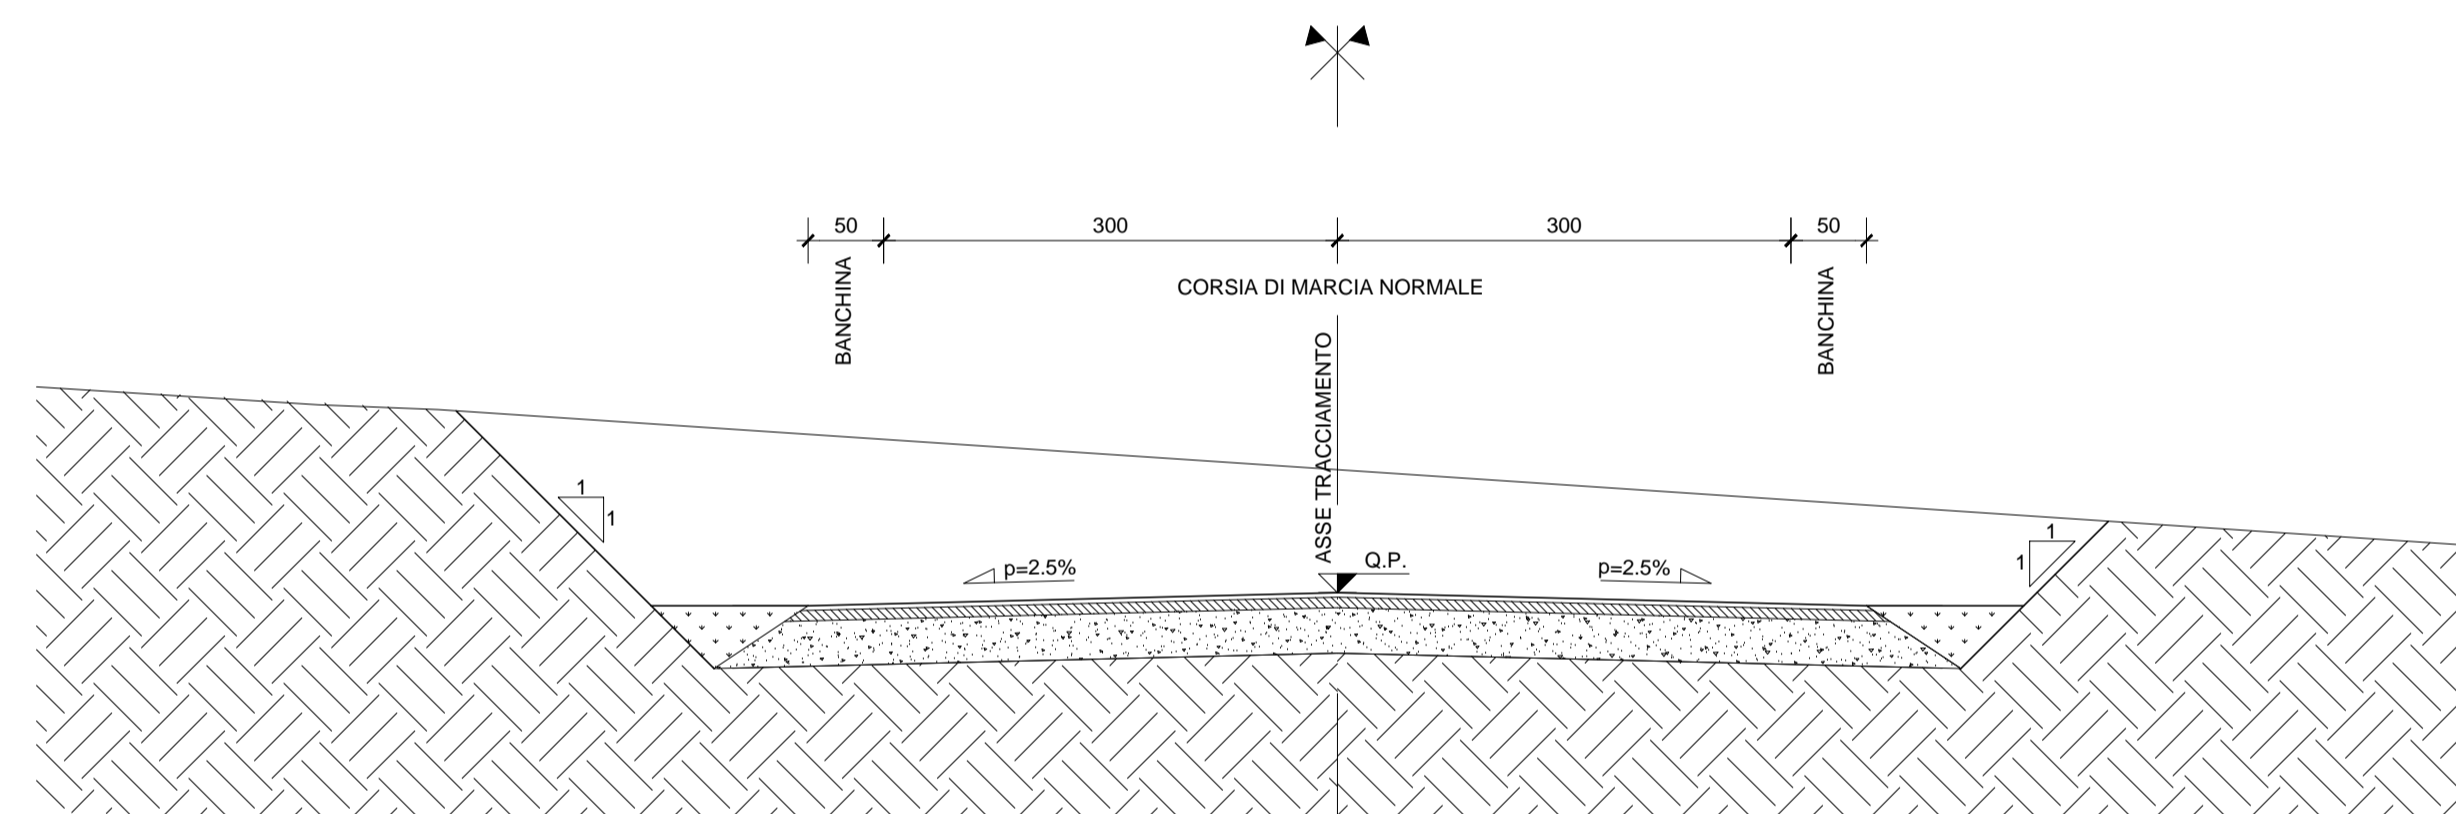 50
300
300
50
BANCHINA
CORSIA DI MARCIA NORMALE
BANCHINA
ASSE TRACCIAMENTO
1
1
1
1
p=2.5%
Q.P.
p=2.5%